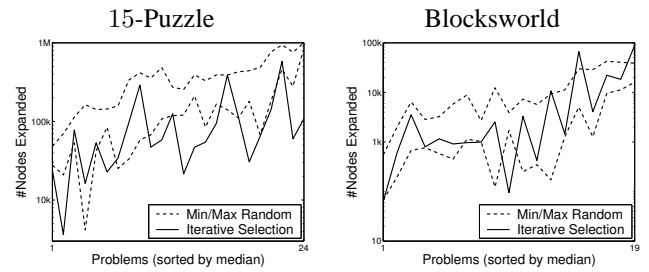 15-Puzzle
1M
100k
10k
#Nodes Expanded
Min/Max Random
Iterative Selection
1
24
Problems (sorted by median)
Blocksworld
100k
10k
1k
10
#Nodes Expanded
Min/Max Random
Iterative Selection
1
19
Problems (sorted by median)